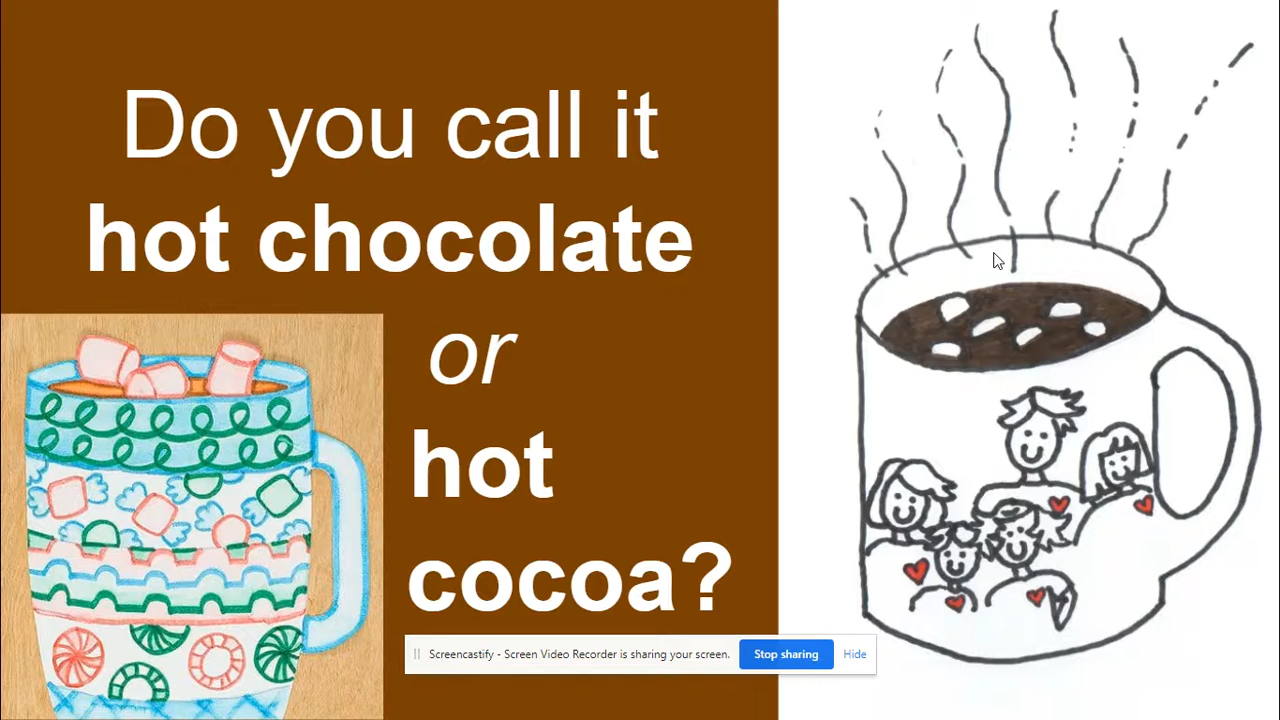 Do you call it
hot chocolate
or
hot
cocoa?
Screencastify - Screen Video Recorder is sharing your screen. Stop sharing Hide